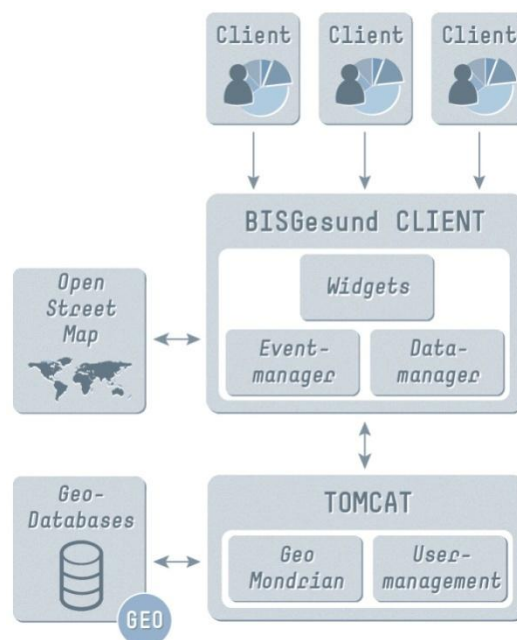 Client
Client
Client
BISGesund CLIENT
Widgets
Event-
manager
Data-
manager
Open
Street
Map
TOMCAT
Geo
Mondrian
User-
management
Geo-
Databases
GEO